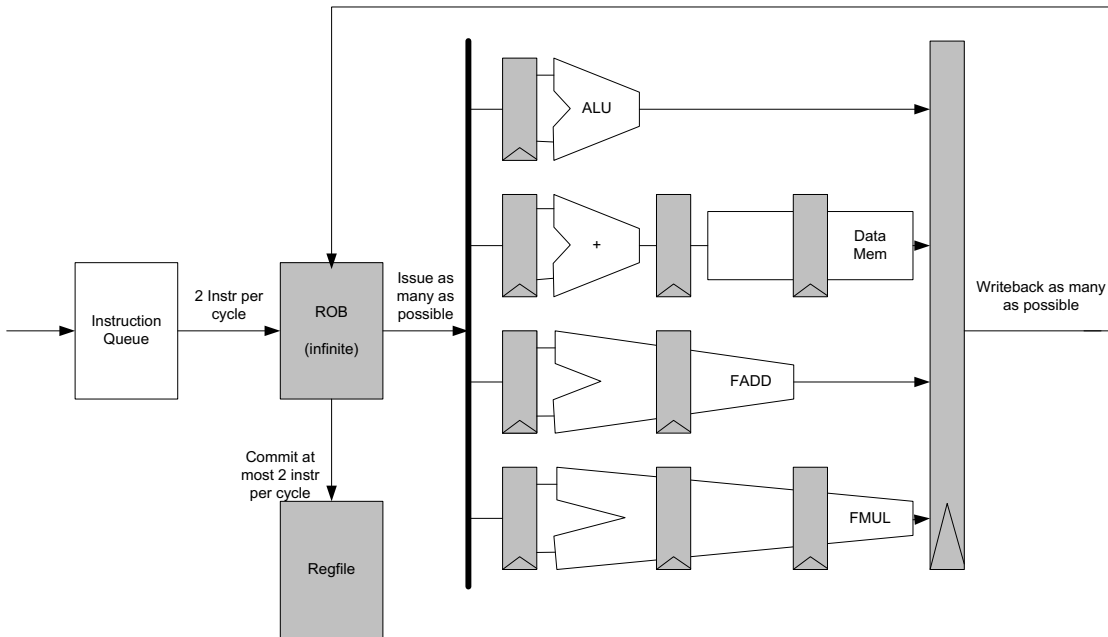 ALU
+
Data
Mem
Instruction
Queue
2 Instr per
cycle
ROB
(infinite)
Issue as
many as
possible
Writeback as many
as possible
FADD
Commit at
most 2 instr
per cycle
Regfile
FMUL